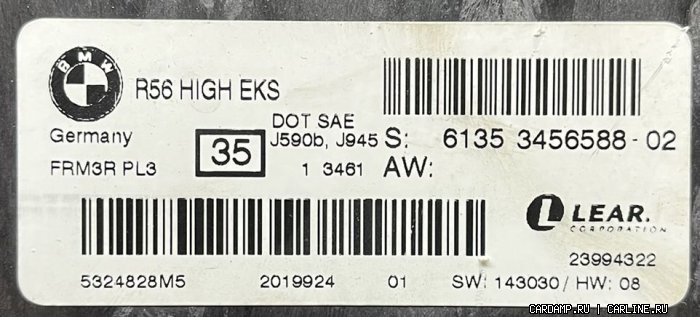 BMW
R56 HIGH EKS
Germany
35
DOT SAE
J590b, J945
S: 6135 3456588-02
FRM3R PL3
1 3461
AW:
LEAR.
CORPORATION
23994322
5324828M5 2019924 01 SW: 143030/HW: 08
CARDAMP.RU | CARLINE.RU